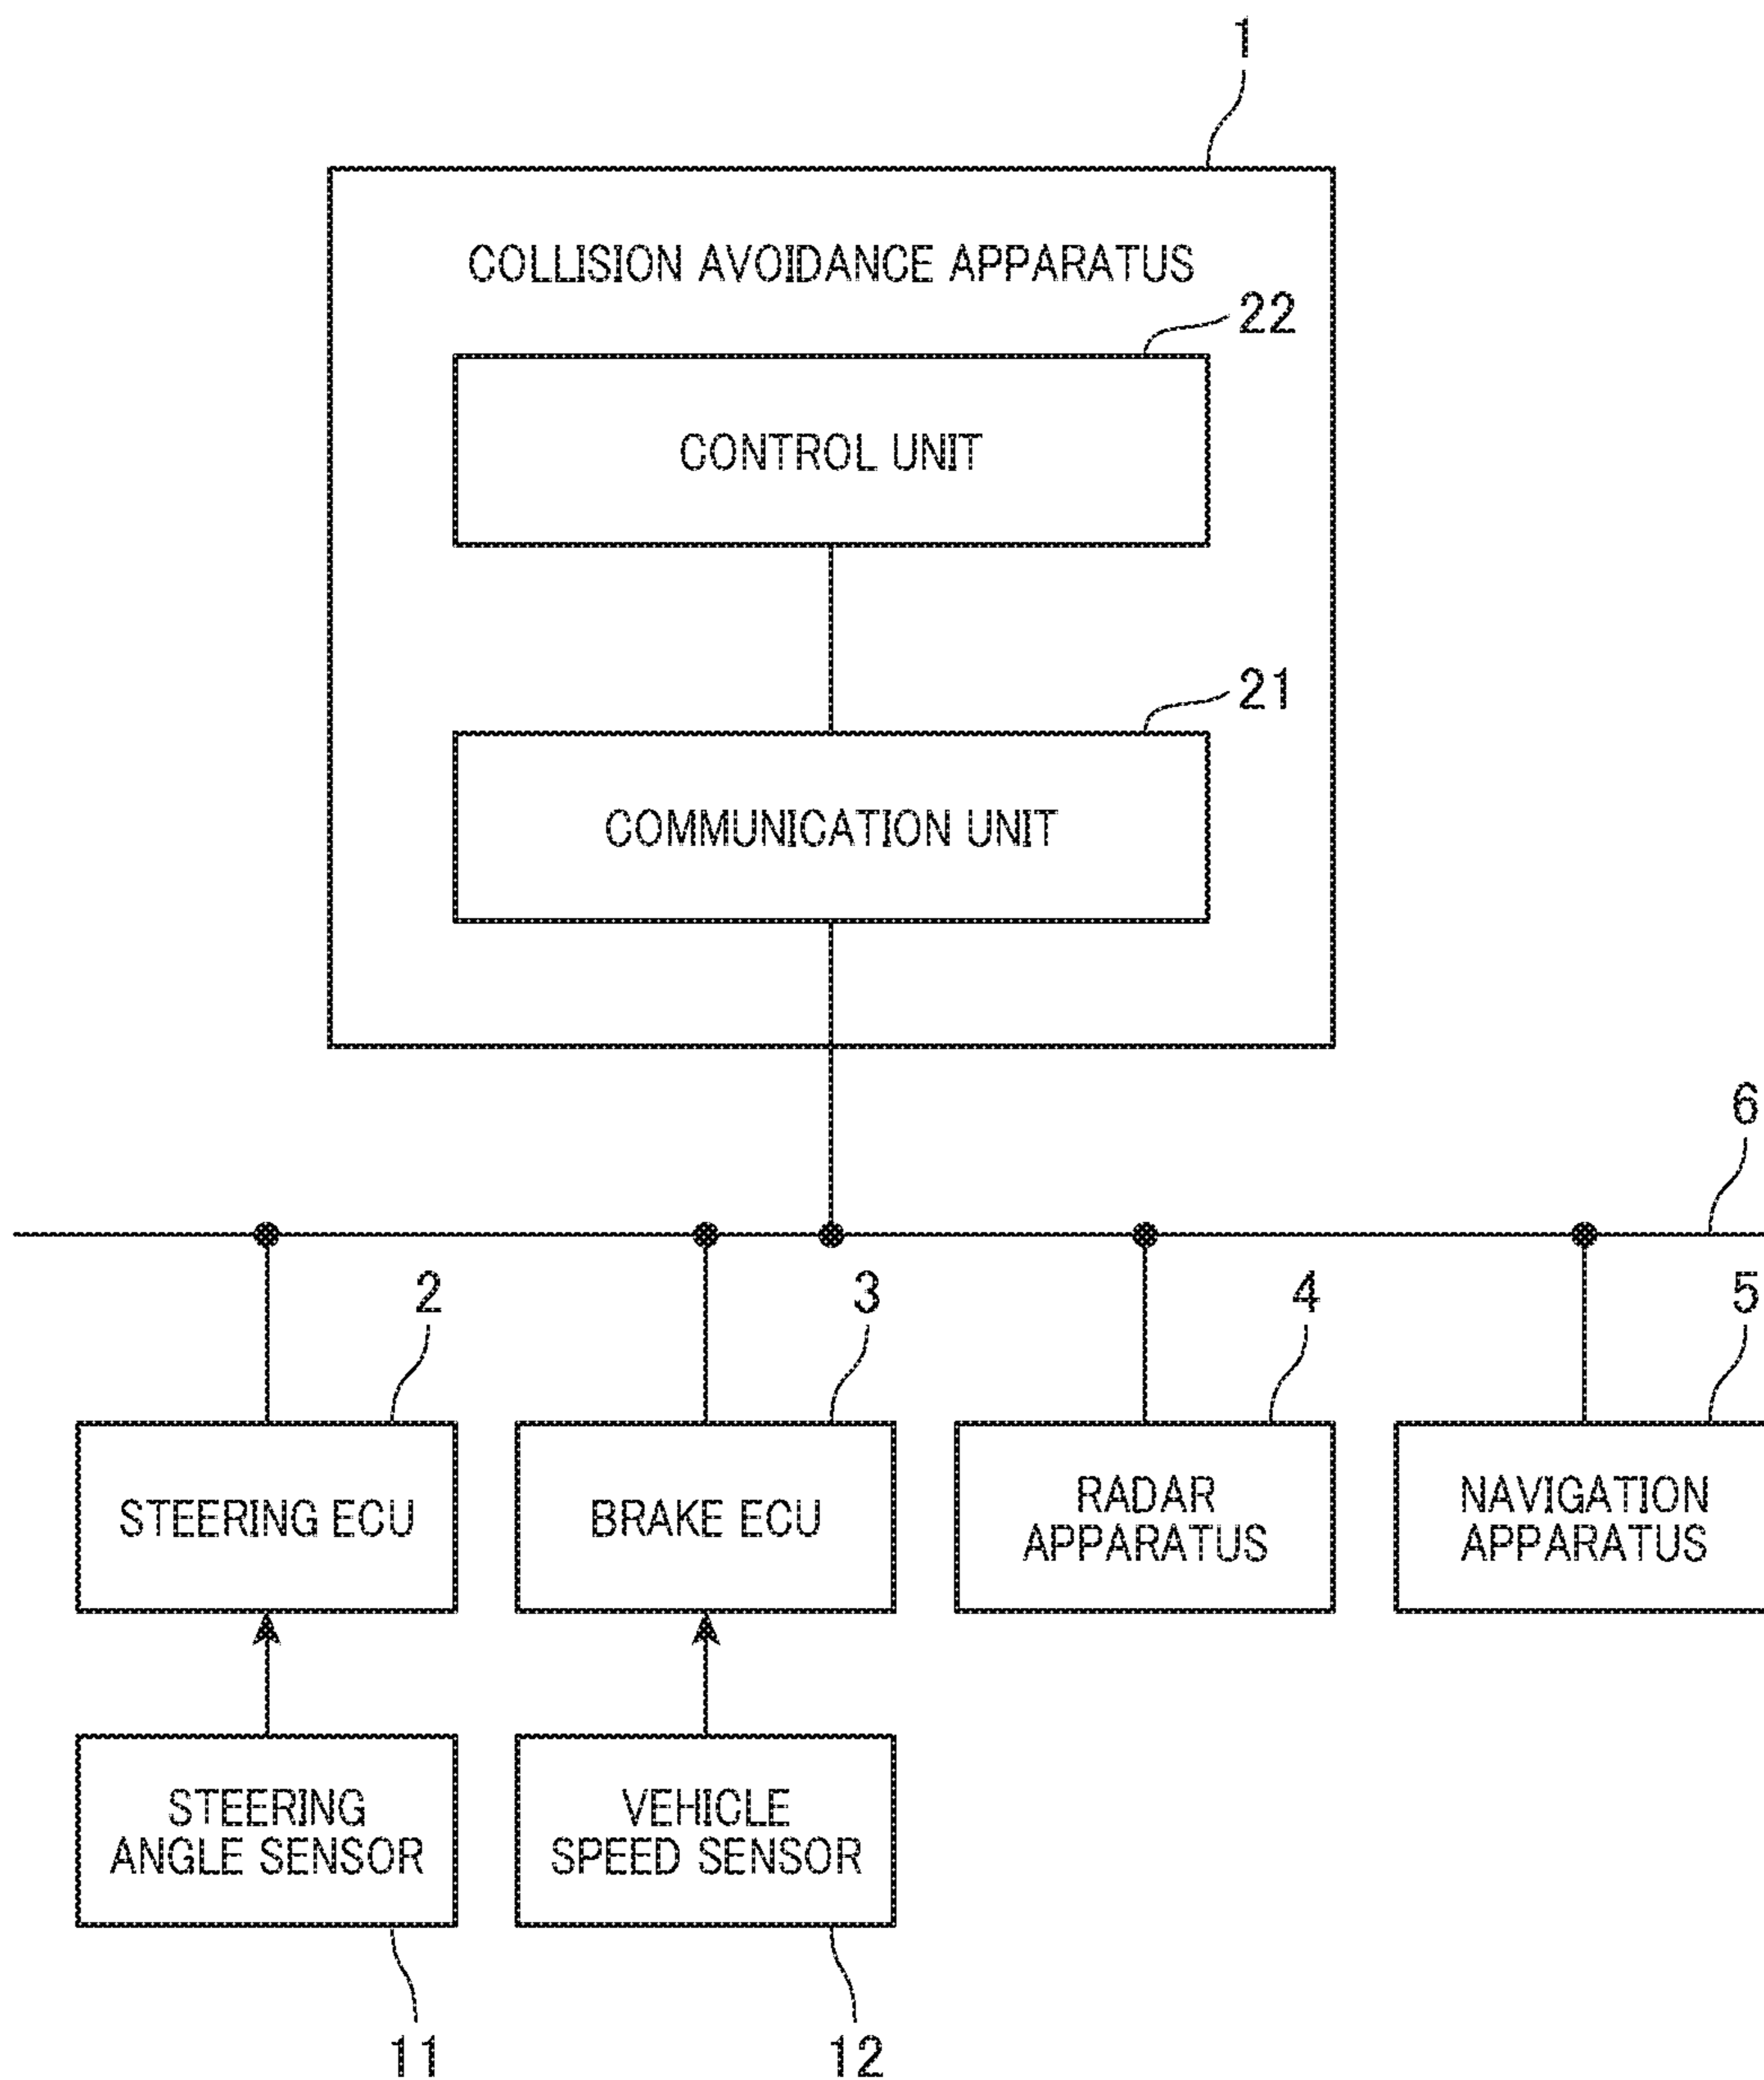 1
COLLISION AVOIDANCE APPARATUS
22
CONTROL UNIT
21
COMMUNICATION UNIT
6
2
3
4
5
STEERING ECU
BRAKE ECU
RADAR
APPARATUS
NAVIGATION
APPARATUS
STEERING
ANGLE SENSOR
VEHICLE
SPEED SENSOR
11
12